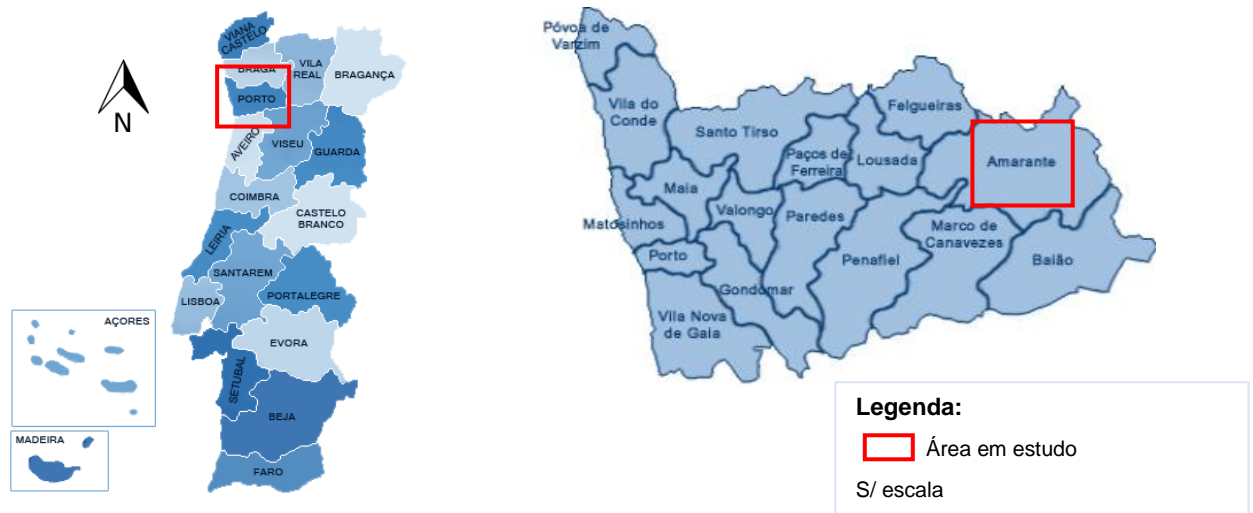 VIANA
CASTELO
BRAGA
VILA
REAL
BRAGANÇA
PORTO
N
AVEIRO
VISEU
GUARDA
COIMBRA
CASTELO
BRANCO
LEIRIA
SANTAREM
LISBOA
PORTALEGRE
AÇORES
EVORA
SETUBAL
BEJA
MADEIRA
FARO
Póvoa de
Varzim
Vila do
Conde
Santo Tirso
Felgueiras
Paços de
Ferreira
Lousada
Amarante
Maia
Valongo
Paredes
Matosinhos
Marco de
Canavezes
Porto
Penafiel
Baião
Gondomar
Vila Nova
de Gaia
Legenda:
Área em estudo
S/ escala